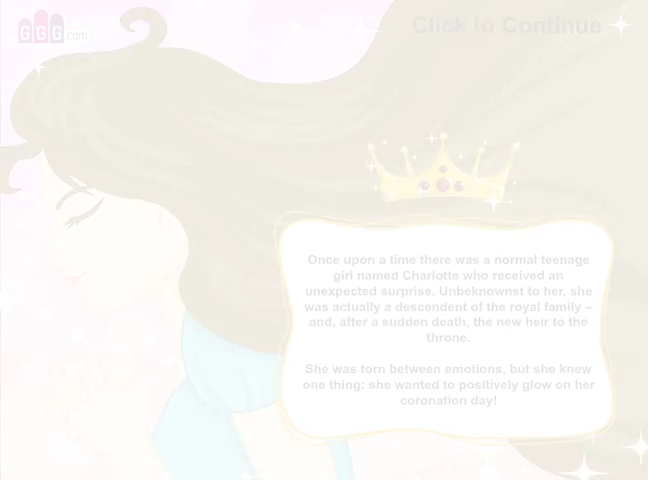 GGG.com
Click to Continue
Once upon a time there was a normal teenage
girl named Charlotte who received an
unexpected surprise. Unbeknownst to her, she
was actually a descendent of the royal family –
and, after a sudden death, the new heir to the
throne.
She was torn between emotions, but she knew
one thing: she wanted to positively glow on her
coronation day!